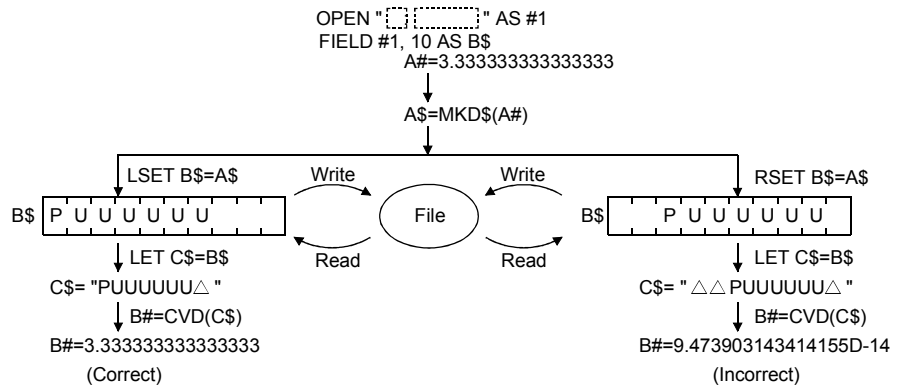 OPEN " " AS #1
FIELD #1, 10 AS B$
A#=3.333333333333333
A$=MKD$(A#)
LSET B$=A$
Write
Write
RSET B$=A$
B$ P U U U U U U
File
B$ P U U U U U U
LET C$=B$
Read
Read
LET C$=B$
C$= "PUUUUUU△ "
C$= " △△PUUUUUU△ "
B#=CVD(C$)
B#=CVD(C$)
B#=3.333333333333333
B#=9.473903143414155D-14
(Correct)
(Incorrect)